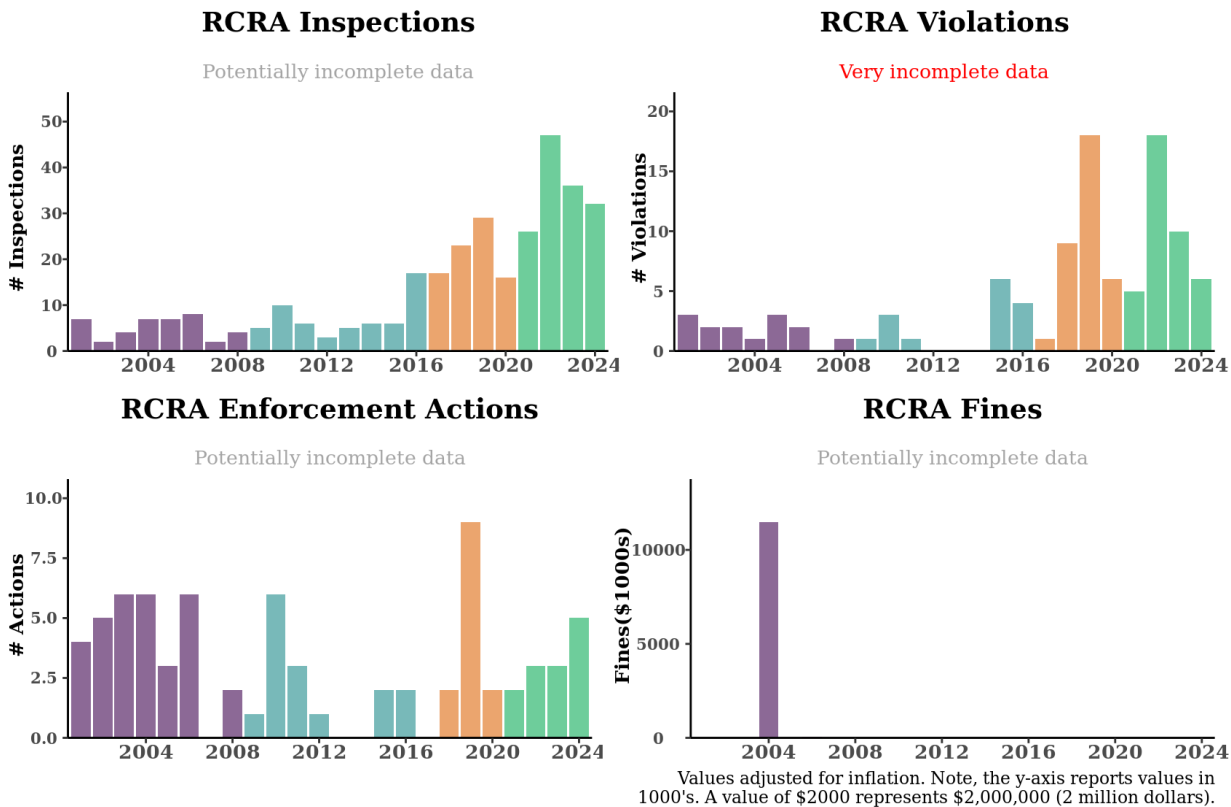 RCRA Inspections
Potentially incomplete data
# Inspections
50
40
30
20
10
0
2004 2008 2012 2016 2020 2024
RCRA Violations
Very incomplete data
# Violations
20
15
10
5
0
2004 2008 2012 2016 2020 2024
RCRA Enforcement Actions
Potentially incomplete data
# Actions
10.0
7.5
5.0
2.5
0.0
2004 2008 2012 2016 2020 2024
RCRA Fines
Potentially incomplete data
Fines($1000s)
10000
5000
0
2004 2008 2012 2016 2020 2024
Values adjusted for inflation. Note, the y-axis reports values in
1000's. A value of $2000 represents $2,000,000 (2 million dollars).